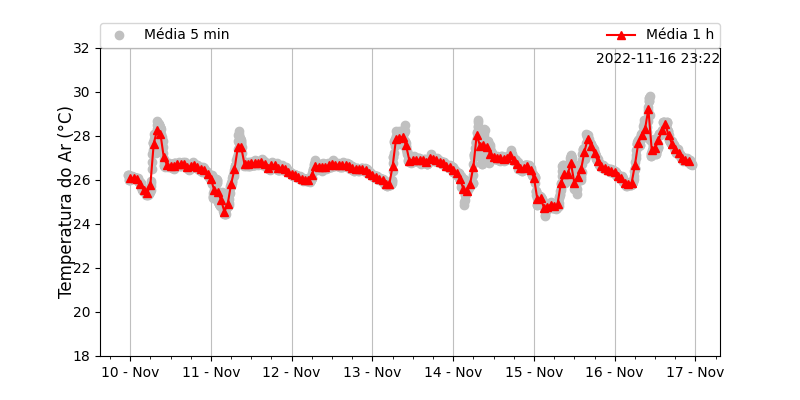 Média 5 min
Média 1 h
2022-11-16 23:22
Temperatura do Ar (°C)
32
30
28
26
24
22
20
18
10 - Nov
11 - Nov
12 - Nov
13 - Nov
14 - Nov
15 - Nov
16 - Nov
17 - Nov